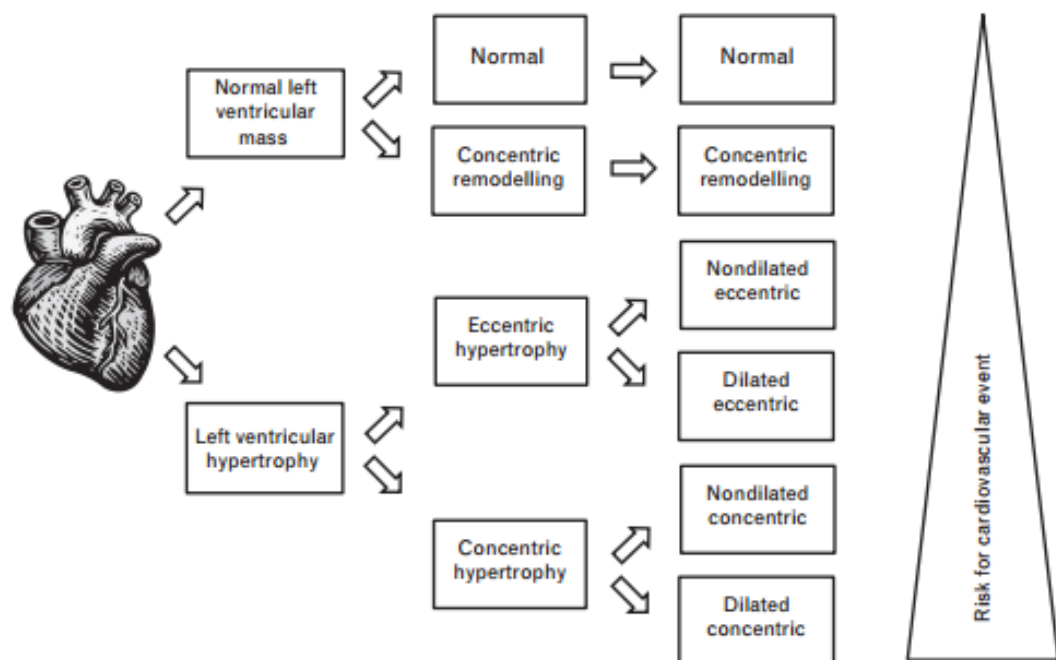 Normal left
ventricular
mass
Left ventricular
hypertrophy
Normal
Concentric
remodelling
Eccentric
hypertrophy
Concentric
hypertrophy
Normal
Concentric
remodelling
Nondilated
eccentric
Dilated
eccentric
Nondilated
concentric
Dilated
concentric
Risk for cardiovascular event